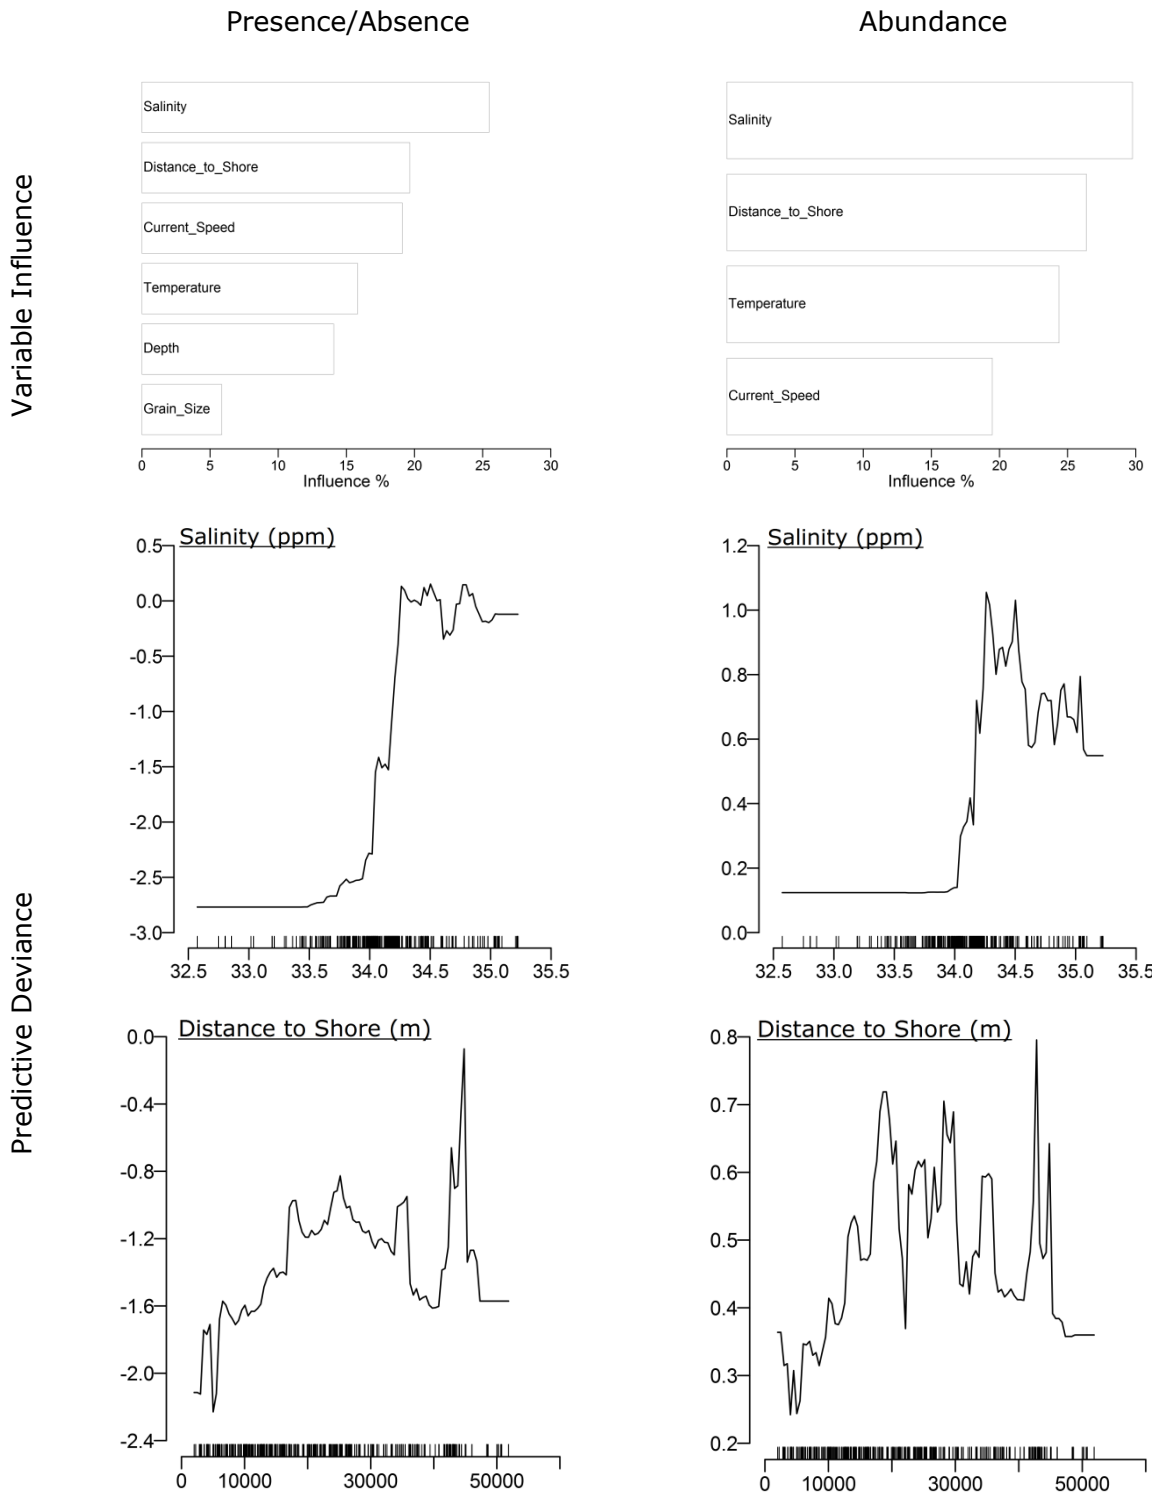 Presence/Absence
Abundance
Variable Influence
Salinity
Distance_to_Shore
Current_Speed
Temperature
Depth
Grain_Size
0 5 10 15 20 25 30
Influence %
Salinity
Distance_to_Shore
Temperature
Current_Speed
0 5 10 15 20 25 30
Influence %
Predictive Deviance
Salinity (ppm)
0.5
0.0
-0.5
-1.0
-1.5
-2.0
-2.5
-3.0
32.5 33.0 33.5 34.0 34.5 35.0 35.5
Salinity (ppm)
1.2
1.0
0.8
0.6
0.4
0.2
0.0
32.5 33.0 33.5 34.0 34.5 35.0 35.5
Distance to Shore (m)
0.0
-0.4
-0.8
-1.2
-1.6
-2.0
-2.4
0 10000 30000 50000
Distance to Shore (m)
0.8
0.7
0.6
0.5
0.4
0.3
0.2
0 10000 30000 50000